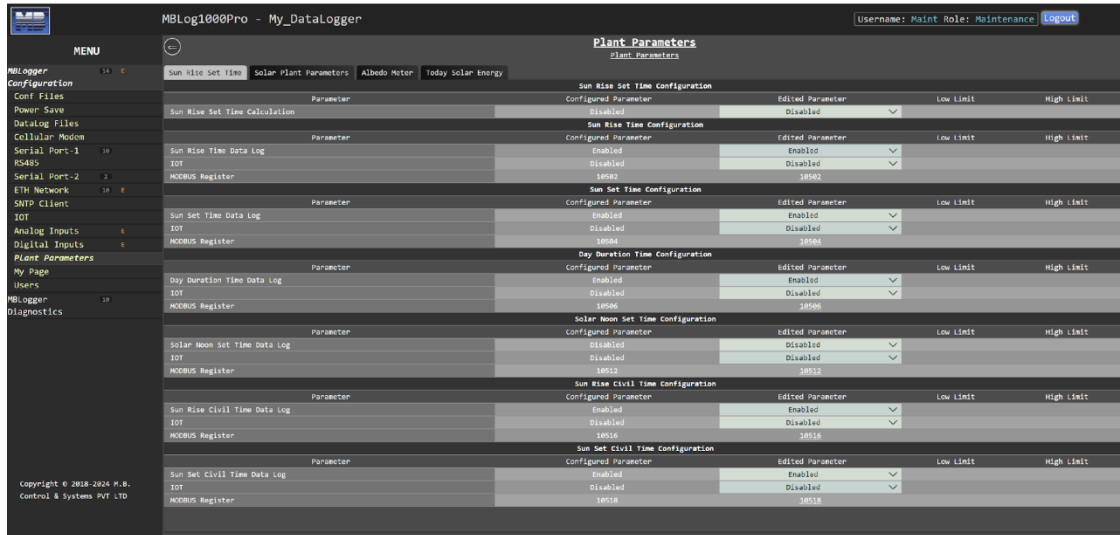 MB
MBLog1000Pro - My_DataLogger
Username: Maint Role: Maintenance Logout
MENU
MBLogger Configuration 54 E
Conf Files
Power Save
DataLog Files
Cellular Modem
Serial Port-1 RS485 10
Serial Port-2 2
ETH Network 10 E
SNTP Client
IOT
Analog Inputs E
Digital Inputs E
PLant Parameters
My Page
Users
MBLogger Diagnostics 10
Copyright © 2018-2024 M.B.
Control & Systems PVT LTD
Plant Parameters
Plant Parameters
Sun Rise Set Time Solar Plant Parameters Albedo Meter Today Solar Energy
Sun Rise Set Time Configuration
Parameter Configured Parameter Edited Parameter Low Limit High Limit
Sun Rise Set Time Calculation Disabled Disabled
Sun Rise Time Configuration
Parameter Configured Parameter Edited Parameter Low Limit High Limit
Sun Rise Time Data Log Enabled Enabled
IOT Disabled Disabled
MODBUS Register 10502 10502
Sun Set Time Configuration
Parameter Configured Parameter Edited Parameter Low Limit High Limit
Sun Set Time Data Log Enabled Enabled
IOT Disabled Disabled
MODBUS Register 10504 10504
Day Duration Time Configuration
Parameter Configured Parameter Edited Parameter Low Limit High Limit
Day Duration Time Data Log Enabled Enabled
IOT Disabled Disabled
MODBUS Register 10506 10506
Solar Noon Set Time Configuration
Parameter Configured Parameter Edited Parameter Low Limit High Limit
Solar Noon Set Time Data Log Disabled Disabled
IOT Disabled Disabled
MODBUS Register 10512 10512
Sun Rise Civil Time Configuration
Parameter Configured Parameter Edited Parameter Low Limit High Limit
Sun Rise Civil Time Data Log Enabled Enabled
IOT Disabled Disabled
MODBUS Register 10516 10516
Sun Set Civil Time Configuration
Parameter Configured Parameter Edited Parameter Low Limit High Limit
Sun Set Civil Time Data Log Enabled Enabled
IOT Disabled Disabled
MODBUS Register 10518 10518